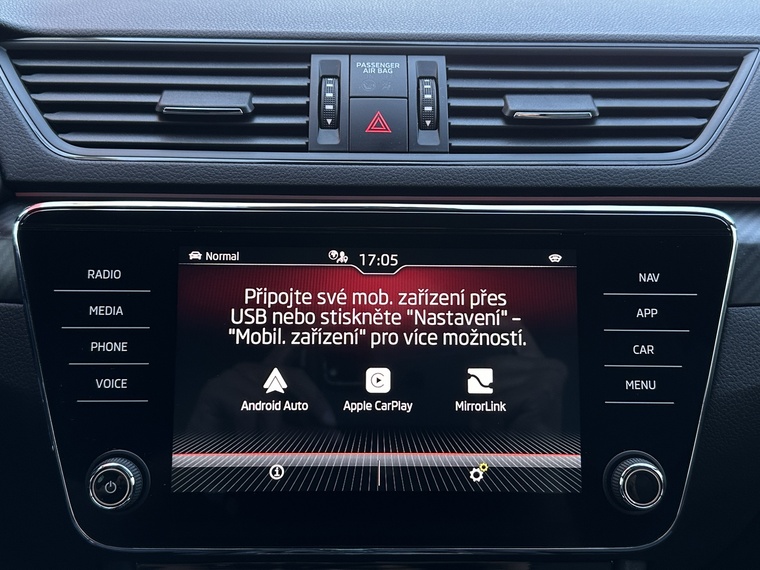 PASSENGER
AIR BAG
RADIO
MEDIA
PHONE
VOICE
Normal
17:05
Připojte své mob. zařízení přes
USB nebo stiskněte "Nastavení" –
"Mobil. zařízení" pro více možností.
Android Auto
Apple CarPlay
MirrorLink
NAV
APP
CAR
MENU